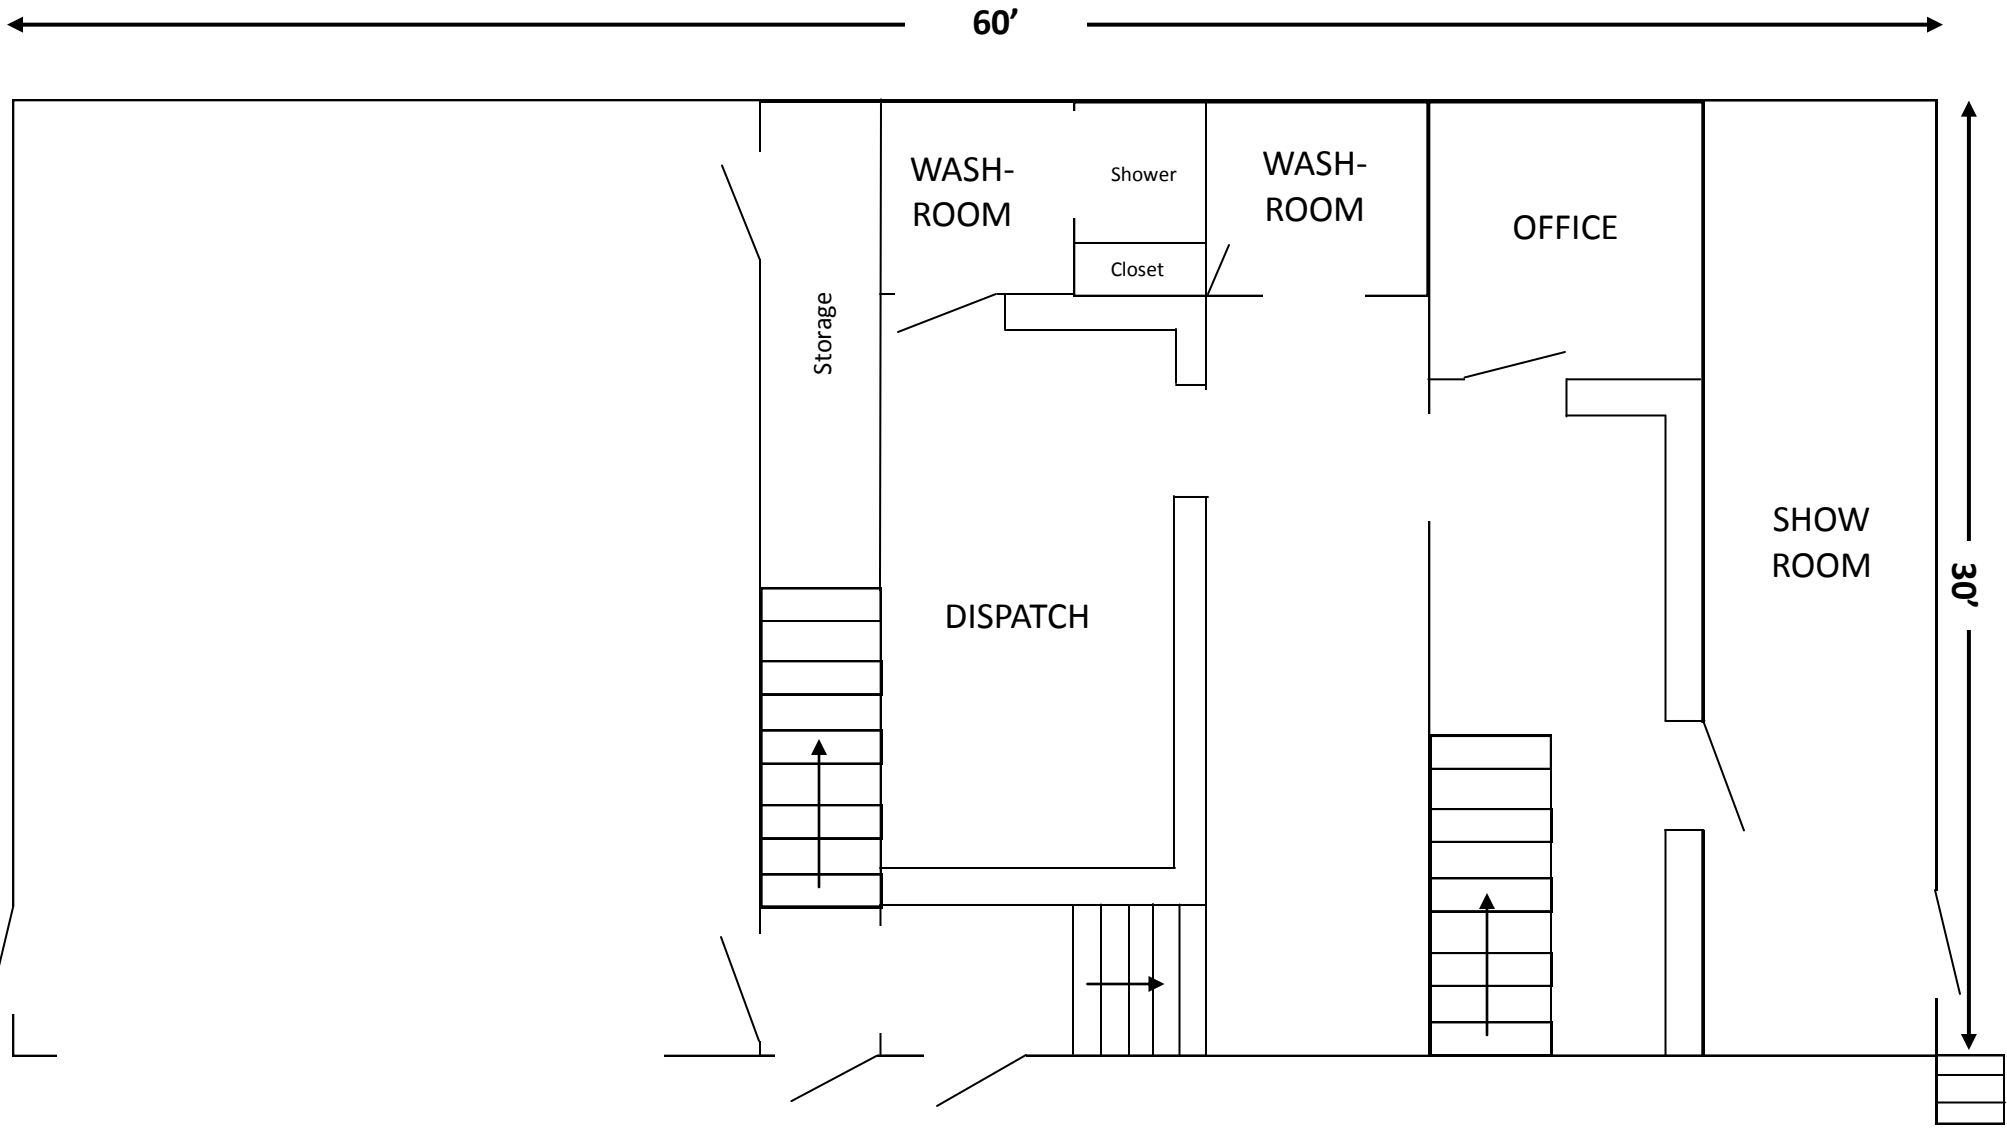 60’
WASH-
ROOM
Shower
Closet
WASH-
ROOM
OFFICE
Storage
SHOW
ROOM
30’
DISPATCH